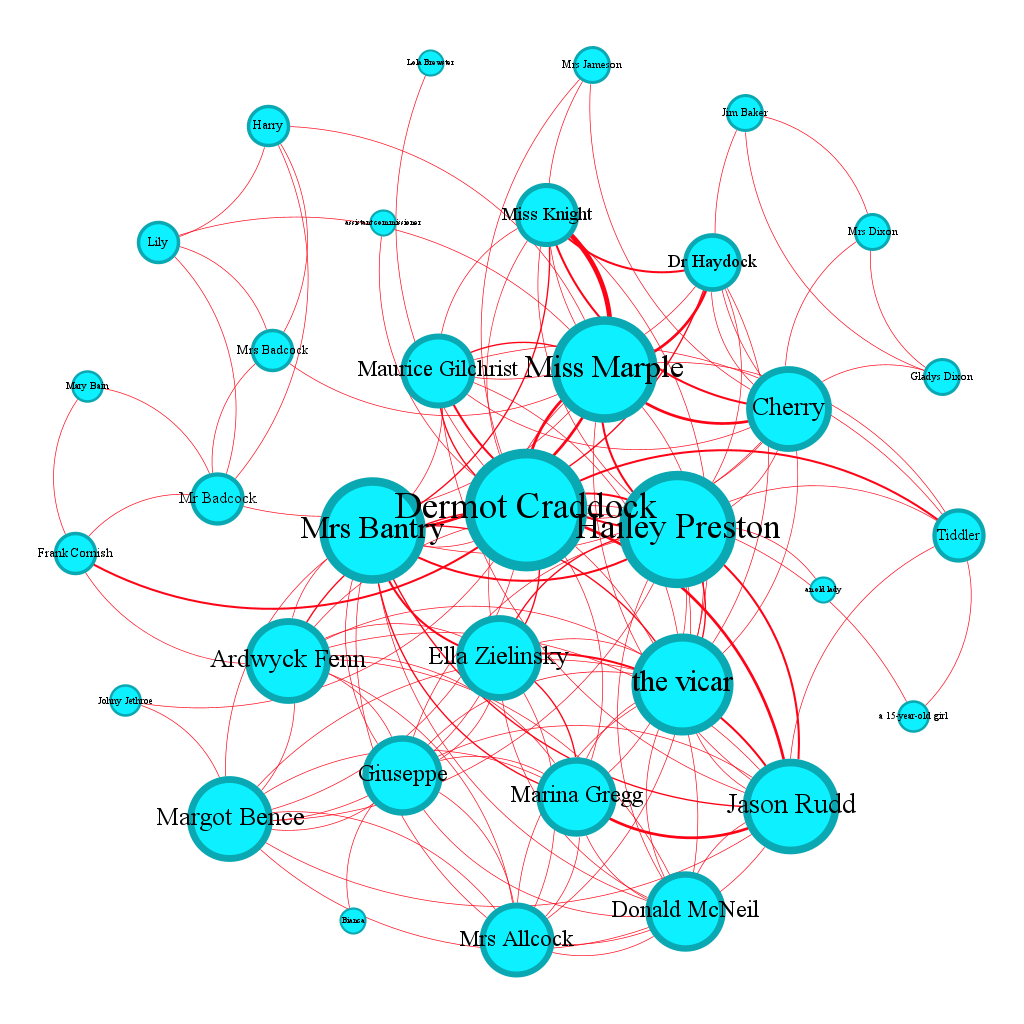 Lola Brewster
Mrs Jameson
Jim Baker
Harry
Miss Knight
assistant commissioner
Mrs Dixon
Lily
Dr Haydock
Mrs Badcock
Maurice Gilchrist
Miss Marple
Gladys Dixon
Mary Bain
Cherry
Mr Badcock
Dermot Craddock
Mrs Bantry
Hailey Preston
Tiddler
Frank Cornish
an old lady
Ardwyck Fenn
Ella Zielinsky
the vicar
Johny Jethroe
a 15-year-old girl
Giuseppe
Marina Gregg
Jason Rudd
Margot Bence
Donald McNeil
Bianca
Mrs Allcock